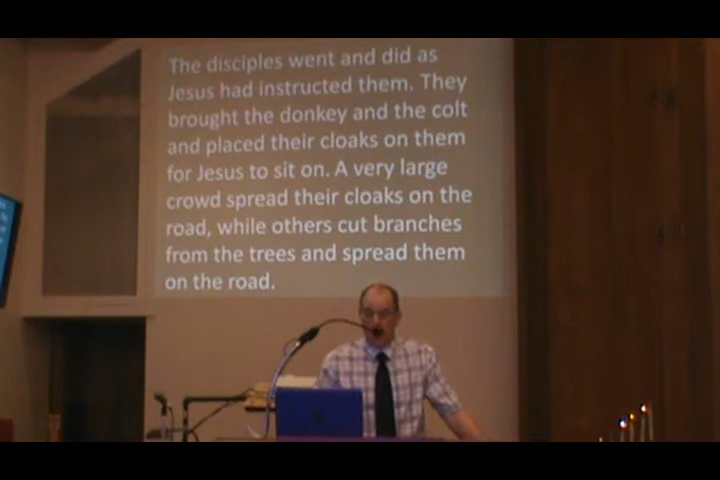 The disciples went and did as
Jesus had instructed them. They
brought the donkey and the colt
and placed their cloaks on them
for Jesus to sit on. A very large
crowd spread their cloaks on the
road, while others cut branches
from the trees and spread them
on the road.